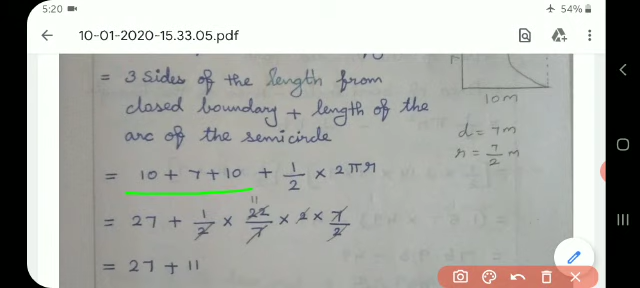 5:20
54%
10-01-2020-15.33.05.pdf
= 3 sides of the length from
closed boundary + length of the
arc of the semicircle
10m
d = 7m
r = 7/2 m
= 10 + 7 + 10 + 1/2 × 2πr
= 27 + 1/2 × 22/7 × 2 × 7/2
11
= 27 + 11